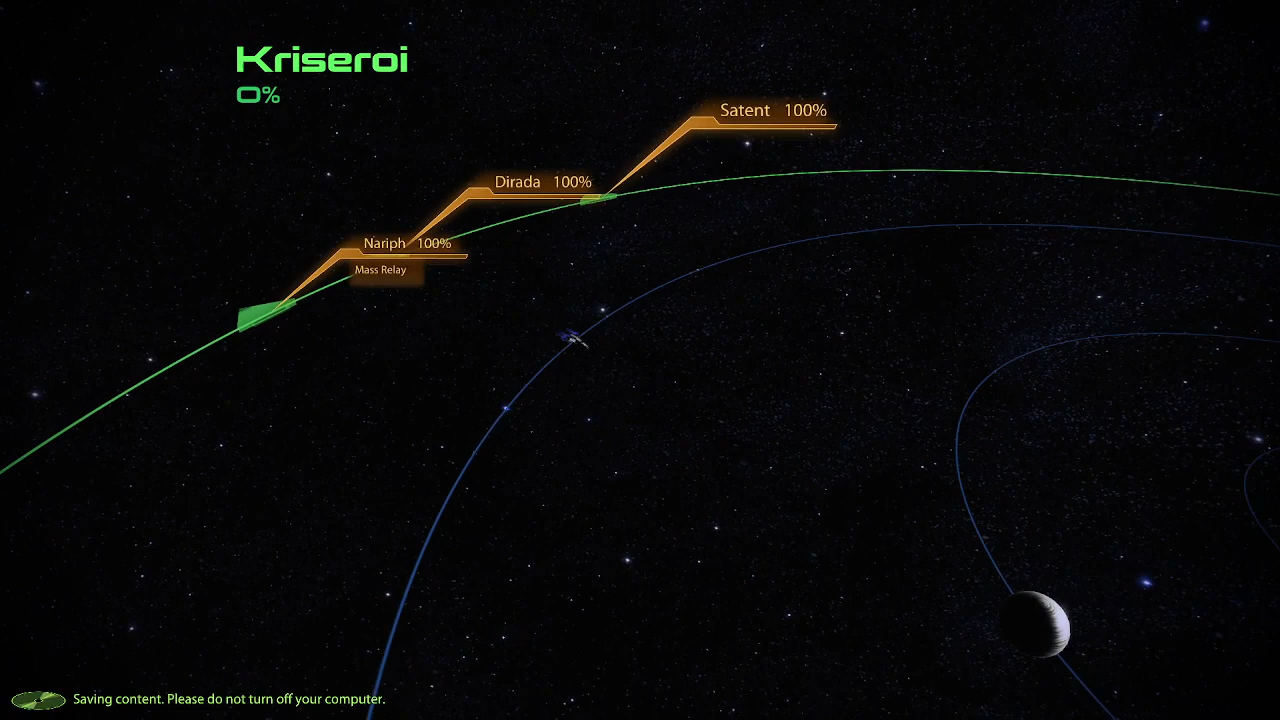 Kriseroi
0%
Satent 100%
Dirada 100%
Nariph 100%
Mass Relay
Saving content. Please do not turn off your computer.